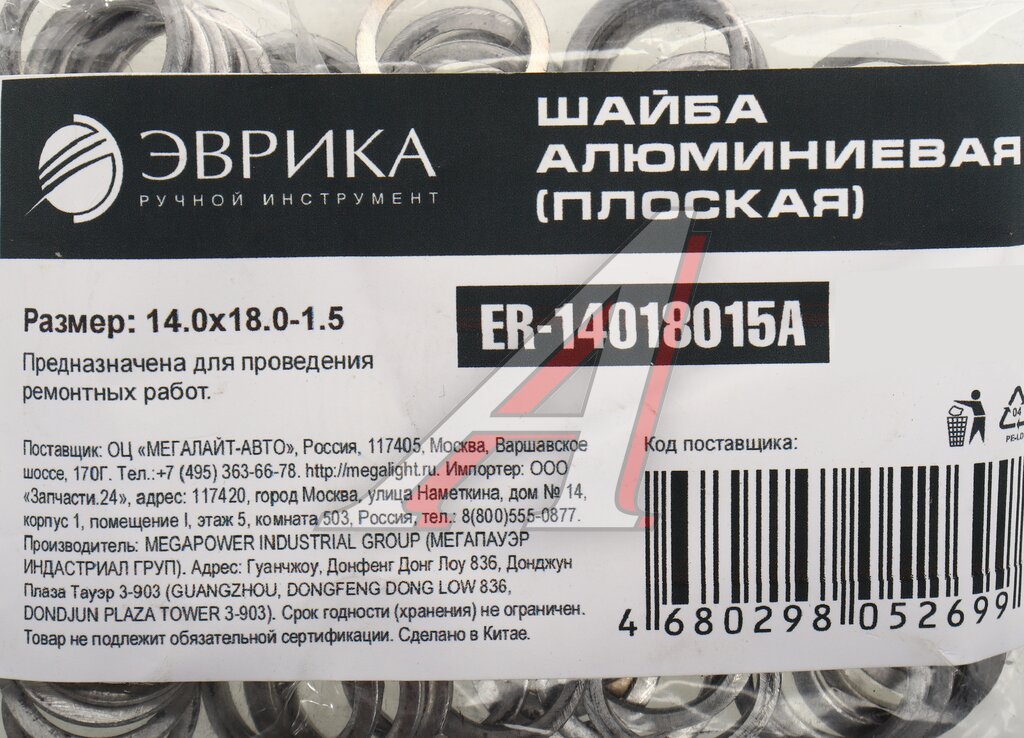 ЭВРИКА
РУЧНОЙ ИНСТРУМЕНТ
ШАЙБА
АЛЮМИНИЕВАЯ
(ПЛОСКАЯ)
Размер: 14.0x18.0-1.5
ER-14018015A
Предназначена для проведения
ремонтных работ.
Поставщик: ОЦ «МЕГАЛАЙТ-АВТО», Россия, 117405, Москва, Варшавское
шоссе, 170Г. Тел.:+7 (495) 363-66-78. http://megalight.ru. Импортер: ООО
«Запчасти.24», адрес: 117420, город Москва, улица Наметкина, дом № 14,
корпус 1, помещение I, этаж 5, комната 503, Россия, тел.: 8(800)555-0877.
Производитель: MEGAPOWER INDUSTRIAL GROUP (МЕГАПАУЭР
ИНДАСТРИАЛ ГРУП). Адрес: Гуанчжоу, Донфенг Донг Лоу 836, Донджун
Плаза Тауэр 3-903 (GUANGZHOU, DONGFENG DONG LOW 836,
DONDJUN PLAZA TOWER 3-903). Срок годности (хранения) не ограничен.
Товар не подлежит обязательной сертификации. Сделано в Китае.
Код поставщика:
04
4 680298 052699